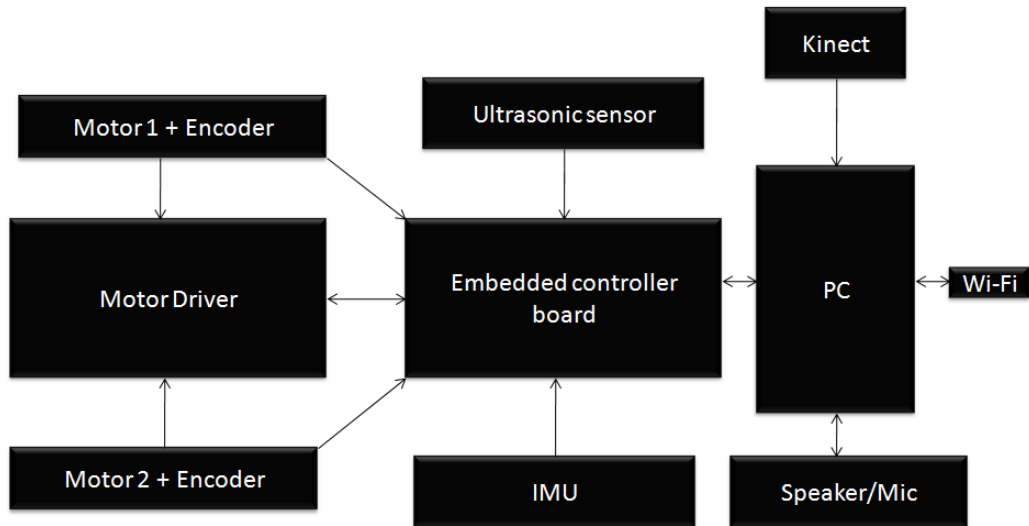 Kinect
Motor 1 + Encoder
Ultrasonic sensor
Motor Driver
Embedded controller
board
PC
Wi-Fi
Motor 2 + Encoder
IMU
Speaker/Mic